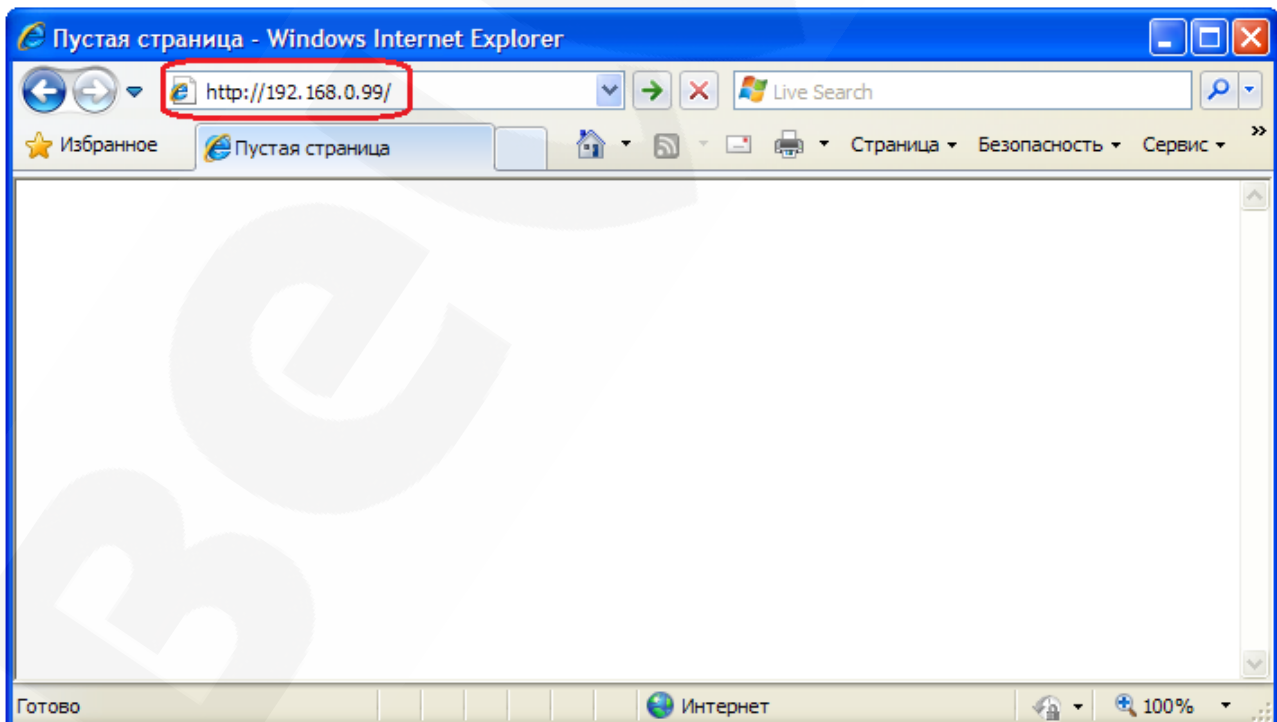 Пустая страница - Windows Internet Explorer
http://192.168.0.99/
Live Search
Избранное
Пустая страница
Страница
Безопасность
Сервис
»
Готово
Интернет
100%